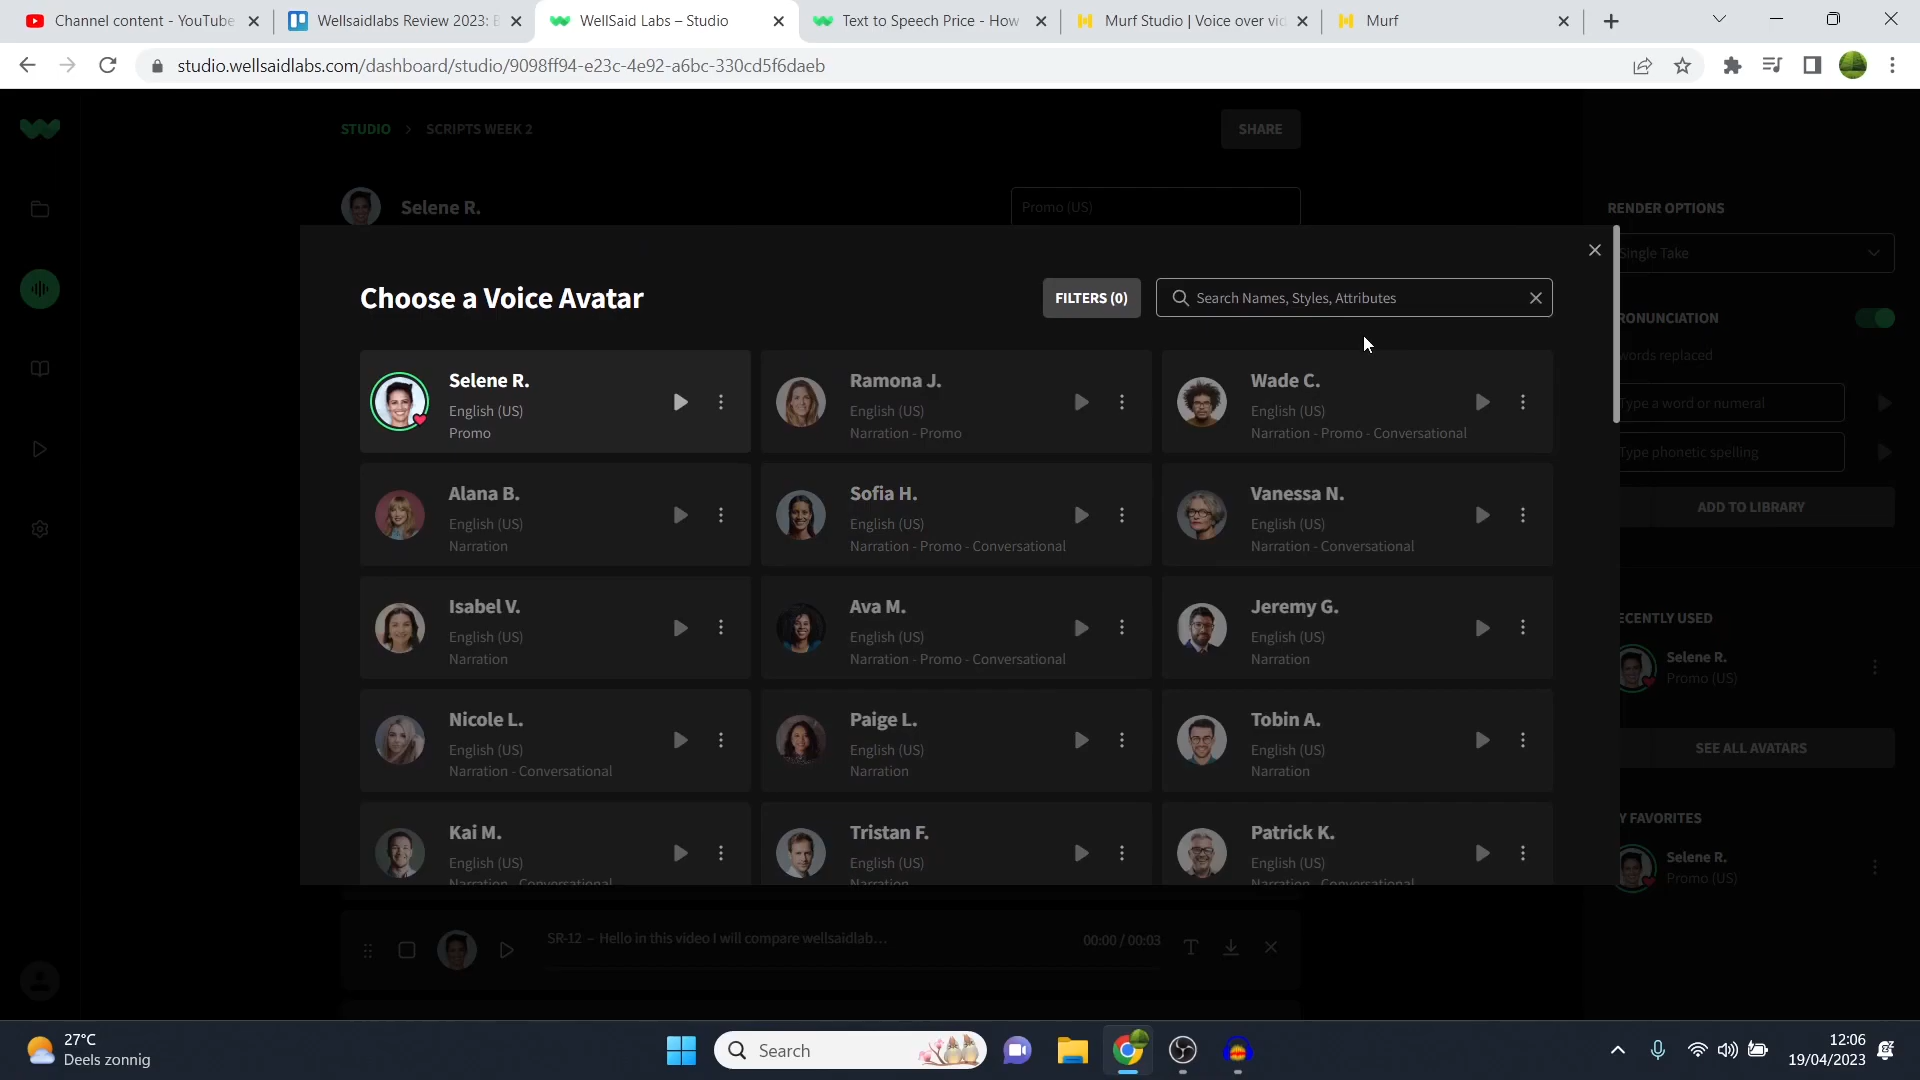 Channel content - YouTube
Wellsaidlabs Review 2023: B
WellSaid Labs – Studio
Text to Speech Price - How
Murf Studio | Voice over vid
Murf
studio.wellsaidlabs.com/dashboard/studio/9098ff94-e23c-4e92-a6bc-330cd5f6daeb
STUDIO > SCRIPTS WEEK 2
SHARE
Selene R.
Promo (US)
RENDER OPTIONS
Single Take
Choose a Voice Avatar
FILTERS (0)
Search Names, Styles, Attributes
RONUNCIATION
words replaced
Type a word or numeral
Type phonetic spelling
ADD TO LIBRARY
Selene R.
English (US)
Promo
Ramona J.
English (US)
Narration - Promo
Wade C.
English (US)
Narration - Promo - Conversational
Alana B.
English (US)
Narration
Sofia H.
English (US)
Narration - Promo - Conversational
Vanessa N.
English (US)
Narration - Conversational
Isabel V.
English (US)
Narration
Ava M.
English (US)
Narration - Promo - Conversational
Jeremy G.
English (US)
Narration
Nicole L.
English (US)
Narration - Conversational
Paige L.
English (US)
Narration
Tobin A.
English (US)
Narration
Kai M.
English (US)
Narration - Conversational
Tristan F.
English (US)
Narration
Patrick K.
English (US)
Narration - Conversational
ECENTLY USED
Selene R.
Promo (US)
SEE ALL AVATARS
Y FAVORITES
Selene R.
Promo (US)
SR-12 – Hello in this video I will compare wellsaidlab...
00:00 / 00:03
27°C
Deels zonnig
Search
12:06
19/04/2023